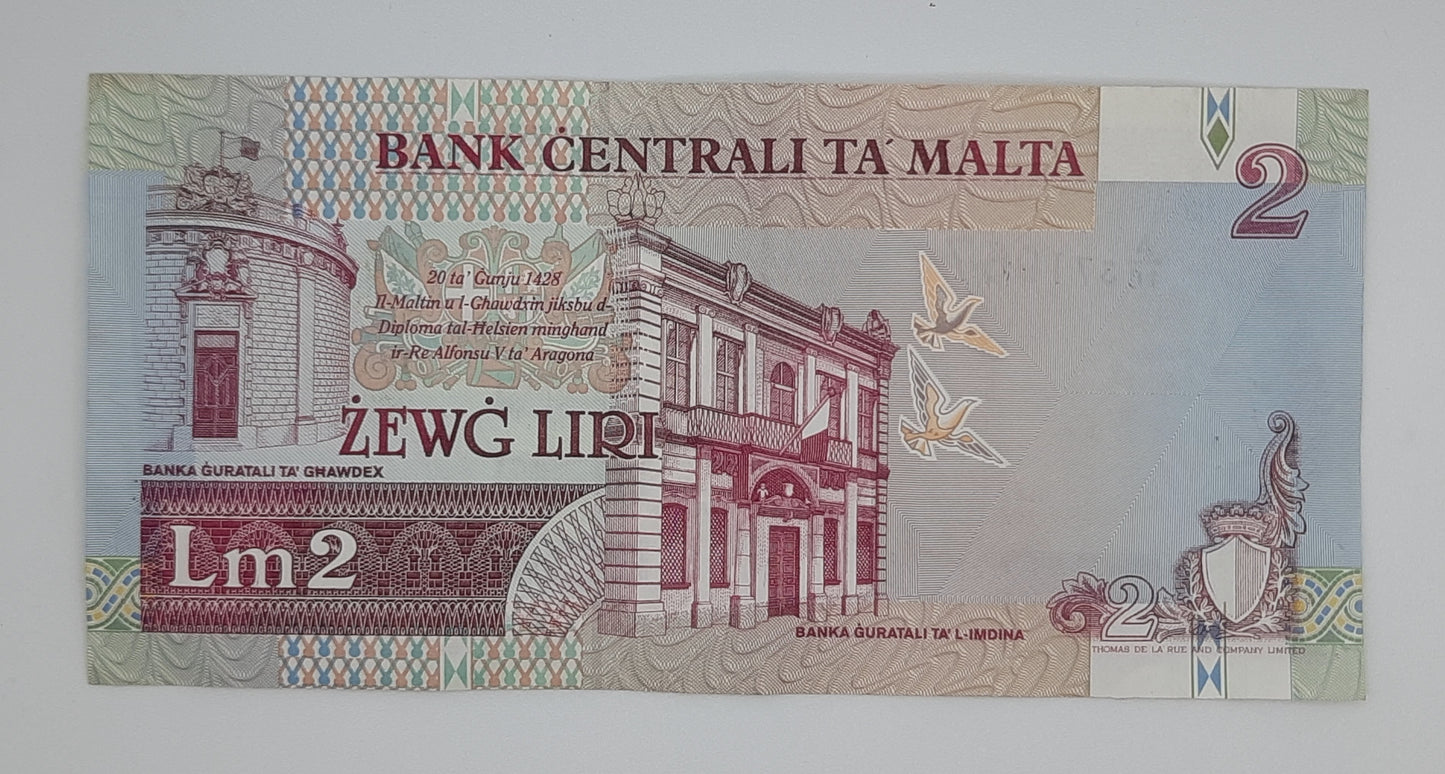 BANK ĊENTRALI TA' MALTA
2
20 ta' Ġunju 1428
Il-Maltin u l-Għawdxin jiksbu d-
Diploma tal-Ħelsien mingħand
ir-Re Alfonsu V ta' Aragona
ŻEWĠ LIRI
BANKA ĠURATALI TA' GĦAWDEX
Lm2
BANKA ĠURATALI TA' L-IMDINA
2
THOMAS DE LA RUE AND COMPANY LIMITED